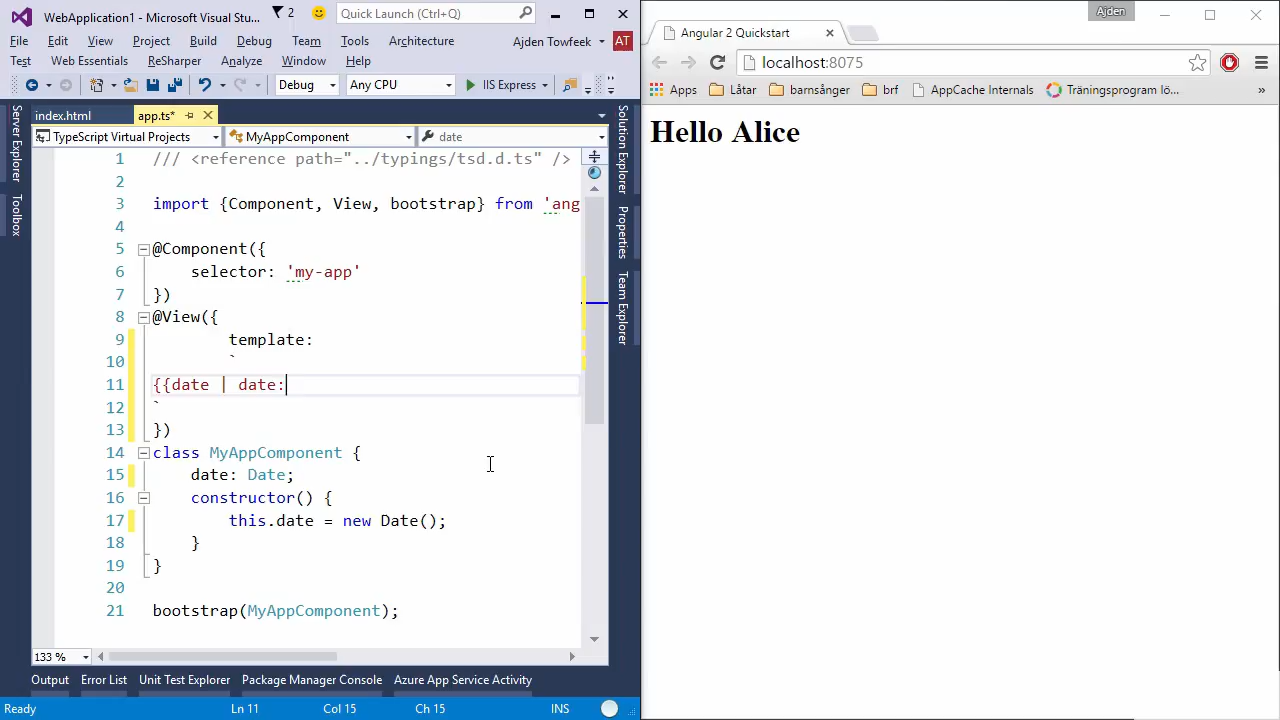 WebApplication1 - Microsoft Visual Stu...
2
Quick Launch (Ctrl+Q)
File Edit View Project Build Debug Team Tools Architecture
Ajden Towfeek AT
Test Web Essentials ReSharper Analyze Window Help
Debug Any CPU IIS Express
index.html app.ts*
TypeScript Virtual Projects MyAppComponent date
Server Explorer
Toolbox
1 /// <reference path="../typings/tsd.d.ts" />
2
3 import {Component, View, bootstrap} from 'ang
4
5 @Component({
6 selector: 'my-app'
7 })
8 @View({
9 template:
10 `
11 {{date | date:
12 `
13 })
14 class MyAppComponent {
15 date: Date;
16 constructor() {
17 this.date = new Date();
18 }
19 }
20
21 bootstrap(MyAppComponent);
Solution Explorer
Properties
Team Explorer
133 %
Output Error List Unit Test Explorer Package Manager Console Azure App Service Activity
Ready Ln 11 Col 15 Ch 15 INS
Ajden
Angular 2 Quickstart
localhost:8075
Apps Låtar barnsånger brf AppCache Internals Träningsprogram lö... »
Hello Alice